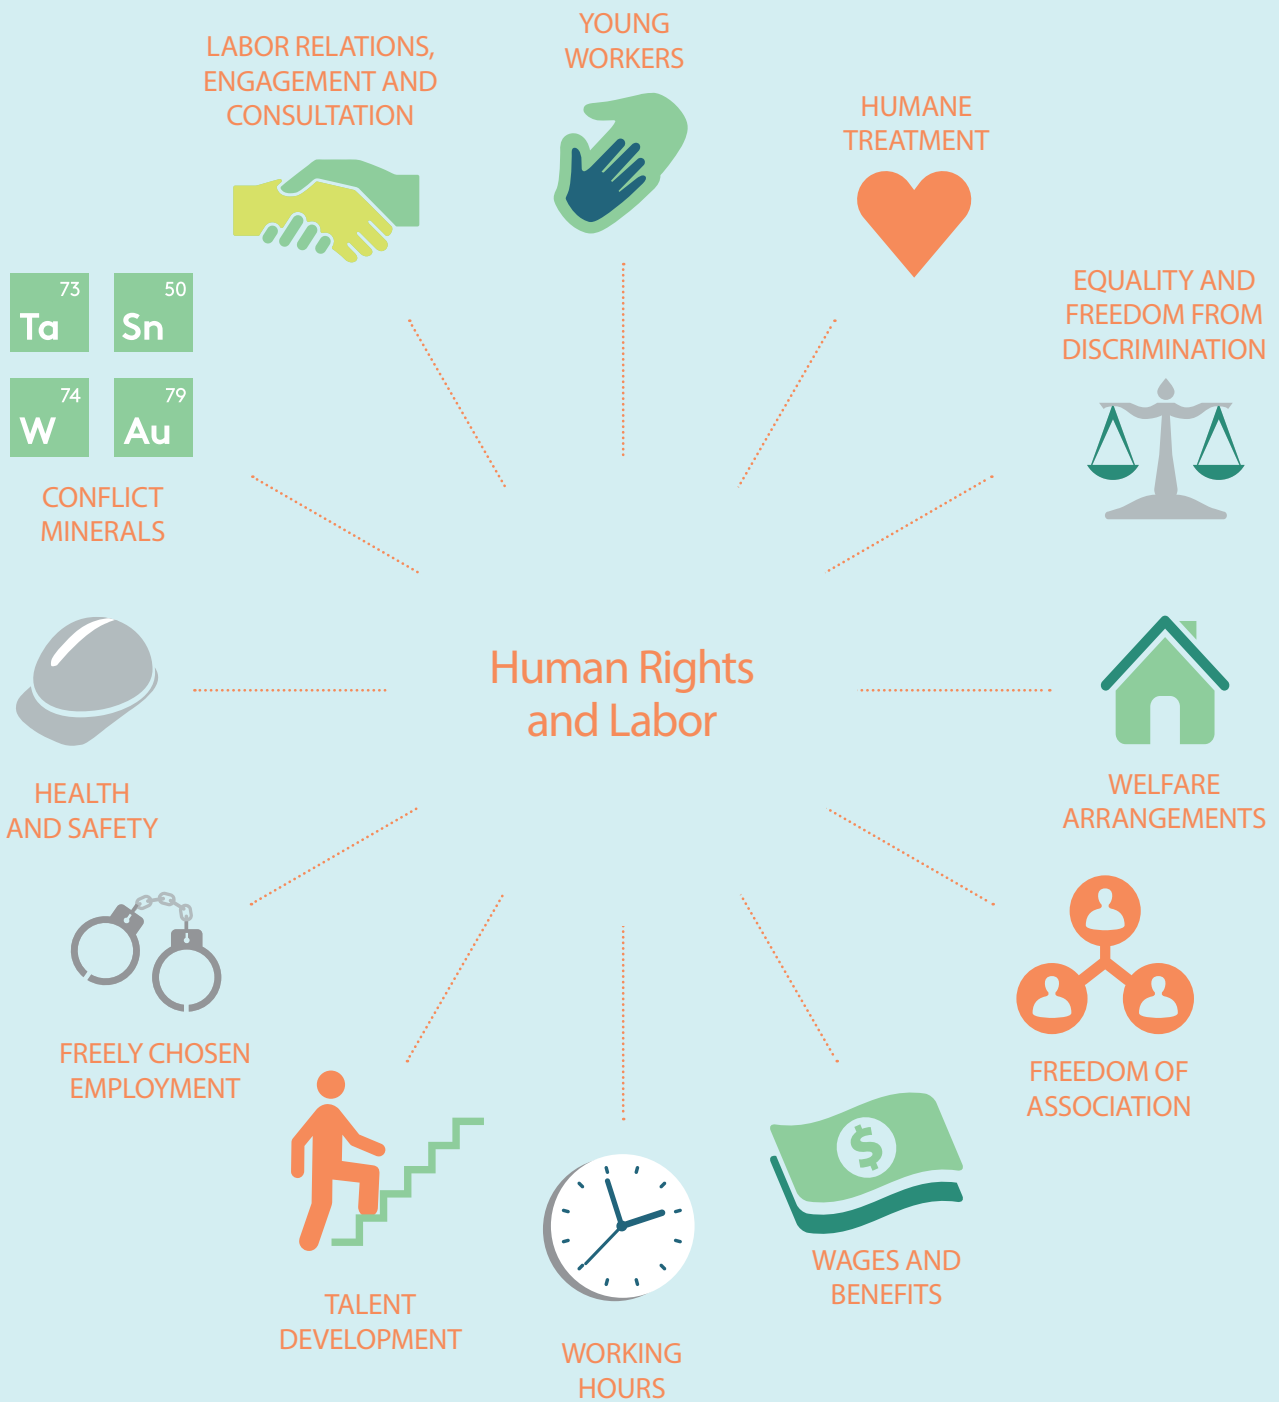 YOUNG
WORKERS
LABOR RELATIONS,
ENGAGEMENT AND
CONSULTATION
HUMANE
TREATMENT
EQUALITY AND
FREEDOM FROM
DISCRIMINATION
73
Ta
50
Sn
74
W
79
Au
CONFLICT
MINERALS
Human Rights
and Labor
HEALTH
AND SAFETY
WELFARE
ARRANGEMENTS
FREELY CHOSEN
EMPLOYMENT
FREEDOM OF
ASSOCIATION
$
TALENT
DEVELOPMENT
WAGES AND
BENEFITS
WORKING
HOURS